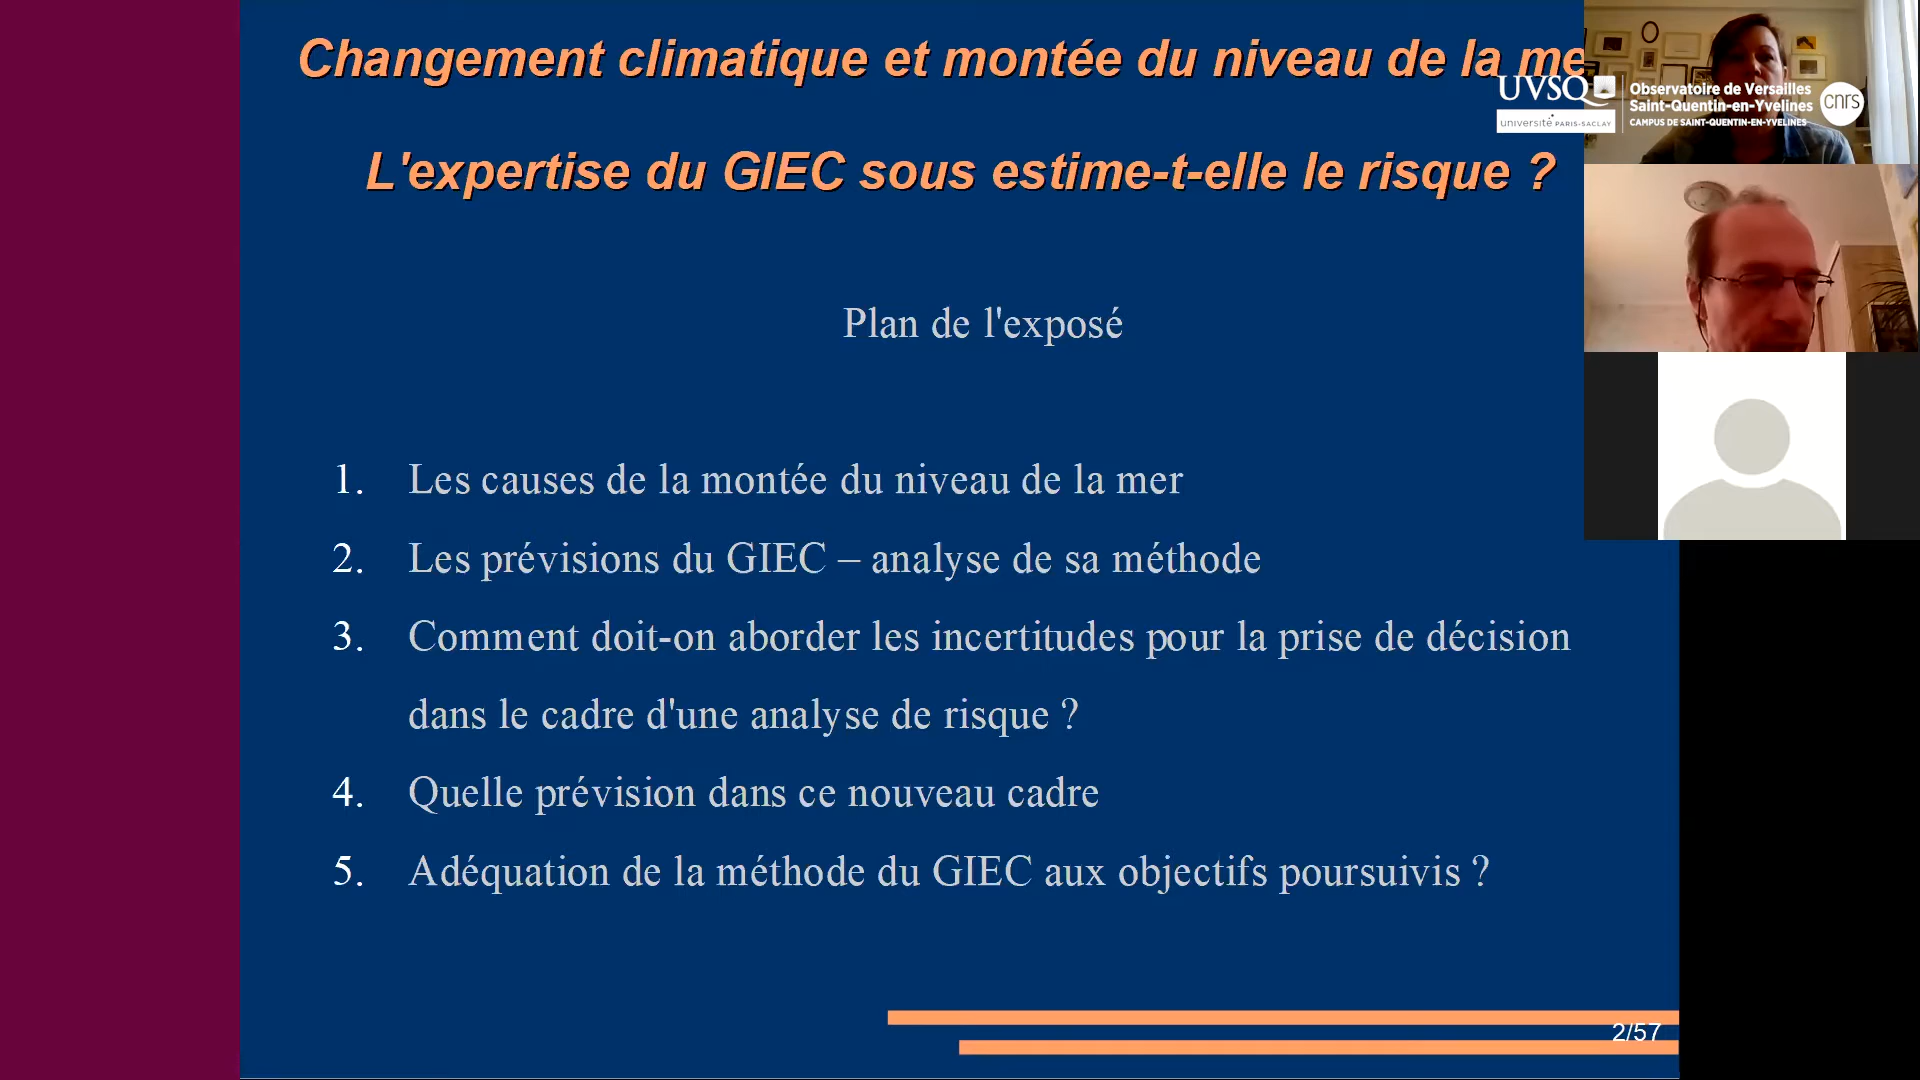 Changement climatique et montée du niveau de la me
L'expertise du GIEC sous estime-t-elle le risque ?
UVSQ
université PARIS-SACLAY
Observatoire de Versailles
Saint-Quentin-en-Yvelines
CAMPUS DE SAINT-QUENTIN-EN-YVELINES
cnrs
Plan de l'exposé
1. Les causes de la montée du niveau de la mer
2. Les prévisions du GIEC – analyse de sa méthode
3. Comment doit-on aborder les incertitudes pour la prise de décision
dans le cadre d'une analyse de risque ?
4. Quelle prévision dans ce nouveau cadre
5. Adéquation de la méthode du GIEC aux objectifs poursuivis ?
2/57